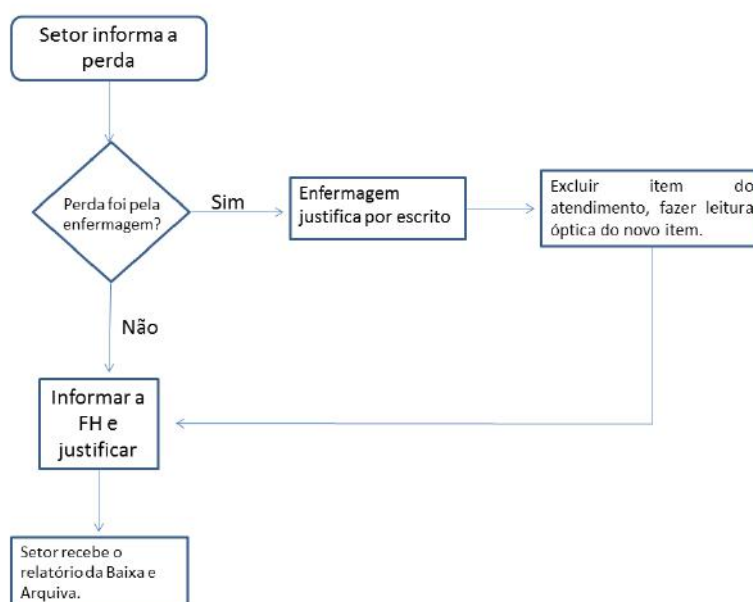 Setor informa a
perda
Perda foi pela
enfermagem?
Sim
Enfermagem
justifica por escrito
Excluir item do
atendimento, fazer leitura
óptica do novo item.
Não
Informar a
FH e
justificar
Setor recebe o
relatório da Baixa e
Arquiva.